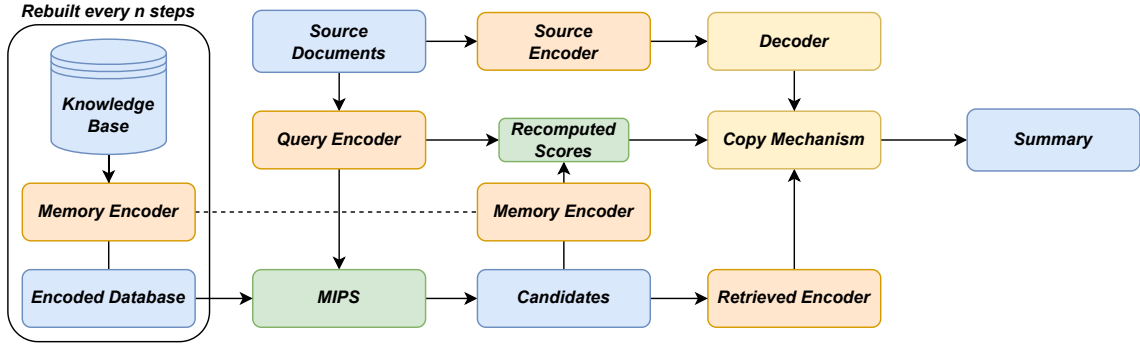 Rebuilt every n steps
Knowledge
Base
Memory Encoder
Encoded Database
Source
Documents
Source
Encoder
Decoder
Query Encoder
Recomputed
Scores
Copy Mechanism
Summary
Memory Encoder
MIPS
Candidates
Retrieved Encoder